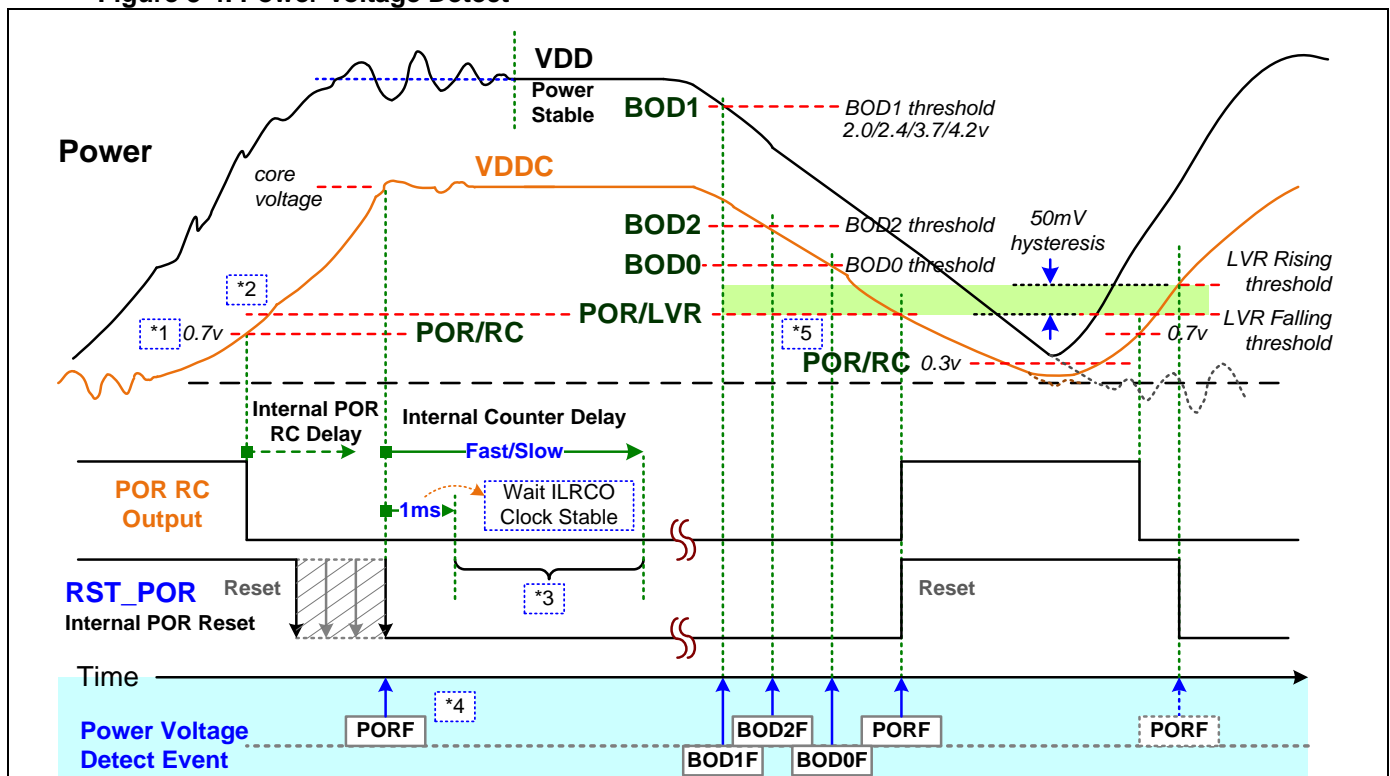 Figure 3-4. Power Voltage Detect
VDD
Power
Stable
BOD1
BOD1 threshold
2.0/2.4/3.7/4.2v
Power
core
voltage
VDDC
BOD2
BOD2 threshold
50mV
hysteresis
BOD0
BOD0 threshold
LVR Rising
threshold
*2
POR/LVR
*1
0.7v
POR/RC
*5
LVR Falling
threshold
0.7v
POR/RC
0.3v
Internal POR
RC Delay
Internal Counter Delay
Fast/Slow
POR RC
Output
1ms
Wait ILRCO
Clock Stable
*3
RST_POR
Reset
Internal POR Reset
Reset
Time
*4
Power Voltage
Detect Event
PORF
BOD1F
BOD2F
BOD0F
PORF
PORF